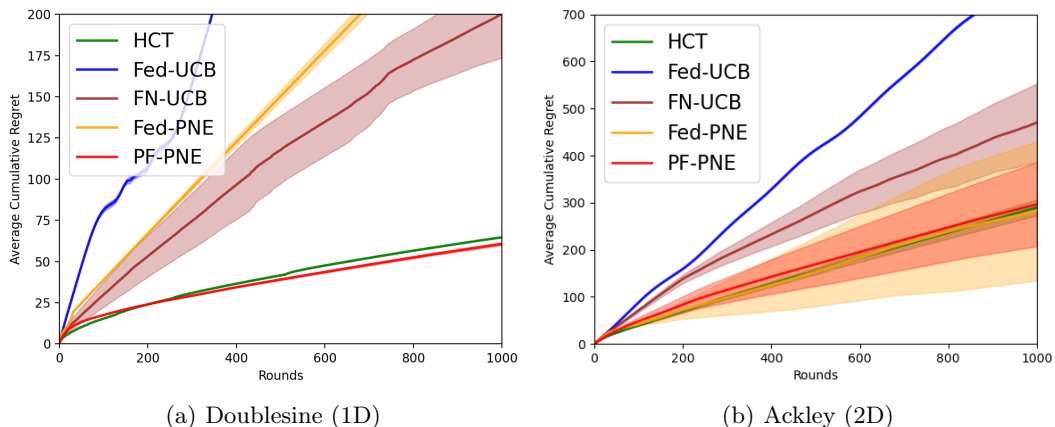 200
175
150
125
100
75
50
25
0
Average Cumulative Regret
HCT
Fed-UCB
FN-UCB
Fed-PNE
PF-PNE
0
200
400
600
800
1000
Rounds
(a) Doublesine (1D)
700
600
500
400
300
200
100
0
Average Cumulative Regret
HCT
Fed-UCB
FN-UCB
Fed-PNE
PF-PNE
0
200
400
600
800
1000
Rounds
(b) Ackley (2D)